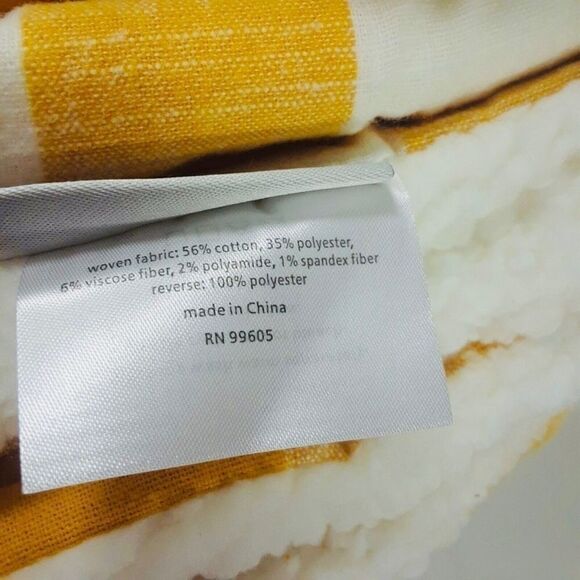 woven fabric: 56% cotton, 35% polyester,
6% viscose fiber, 2% polyamide, 1% spandex fiber
reverse: 100% polyester
made in China
RN 99605